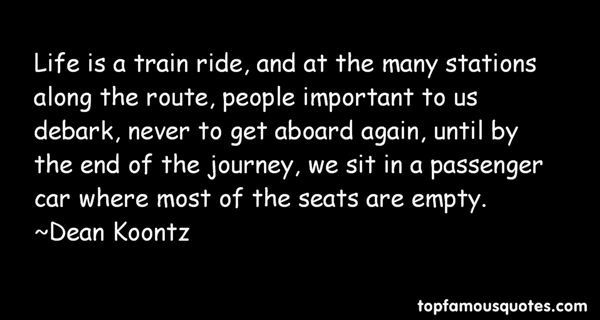 Life is a train ride, and at the many stations
along the route, people important to us
debark, never to get aboard again, until by
the end of the journey, we sit in a passenger
car where most of the seats are empty.
~Dean Koontz
topfamousquotes.com